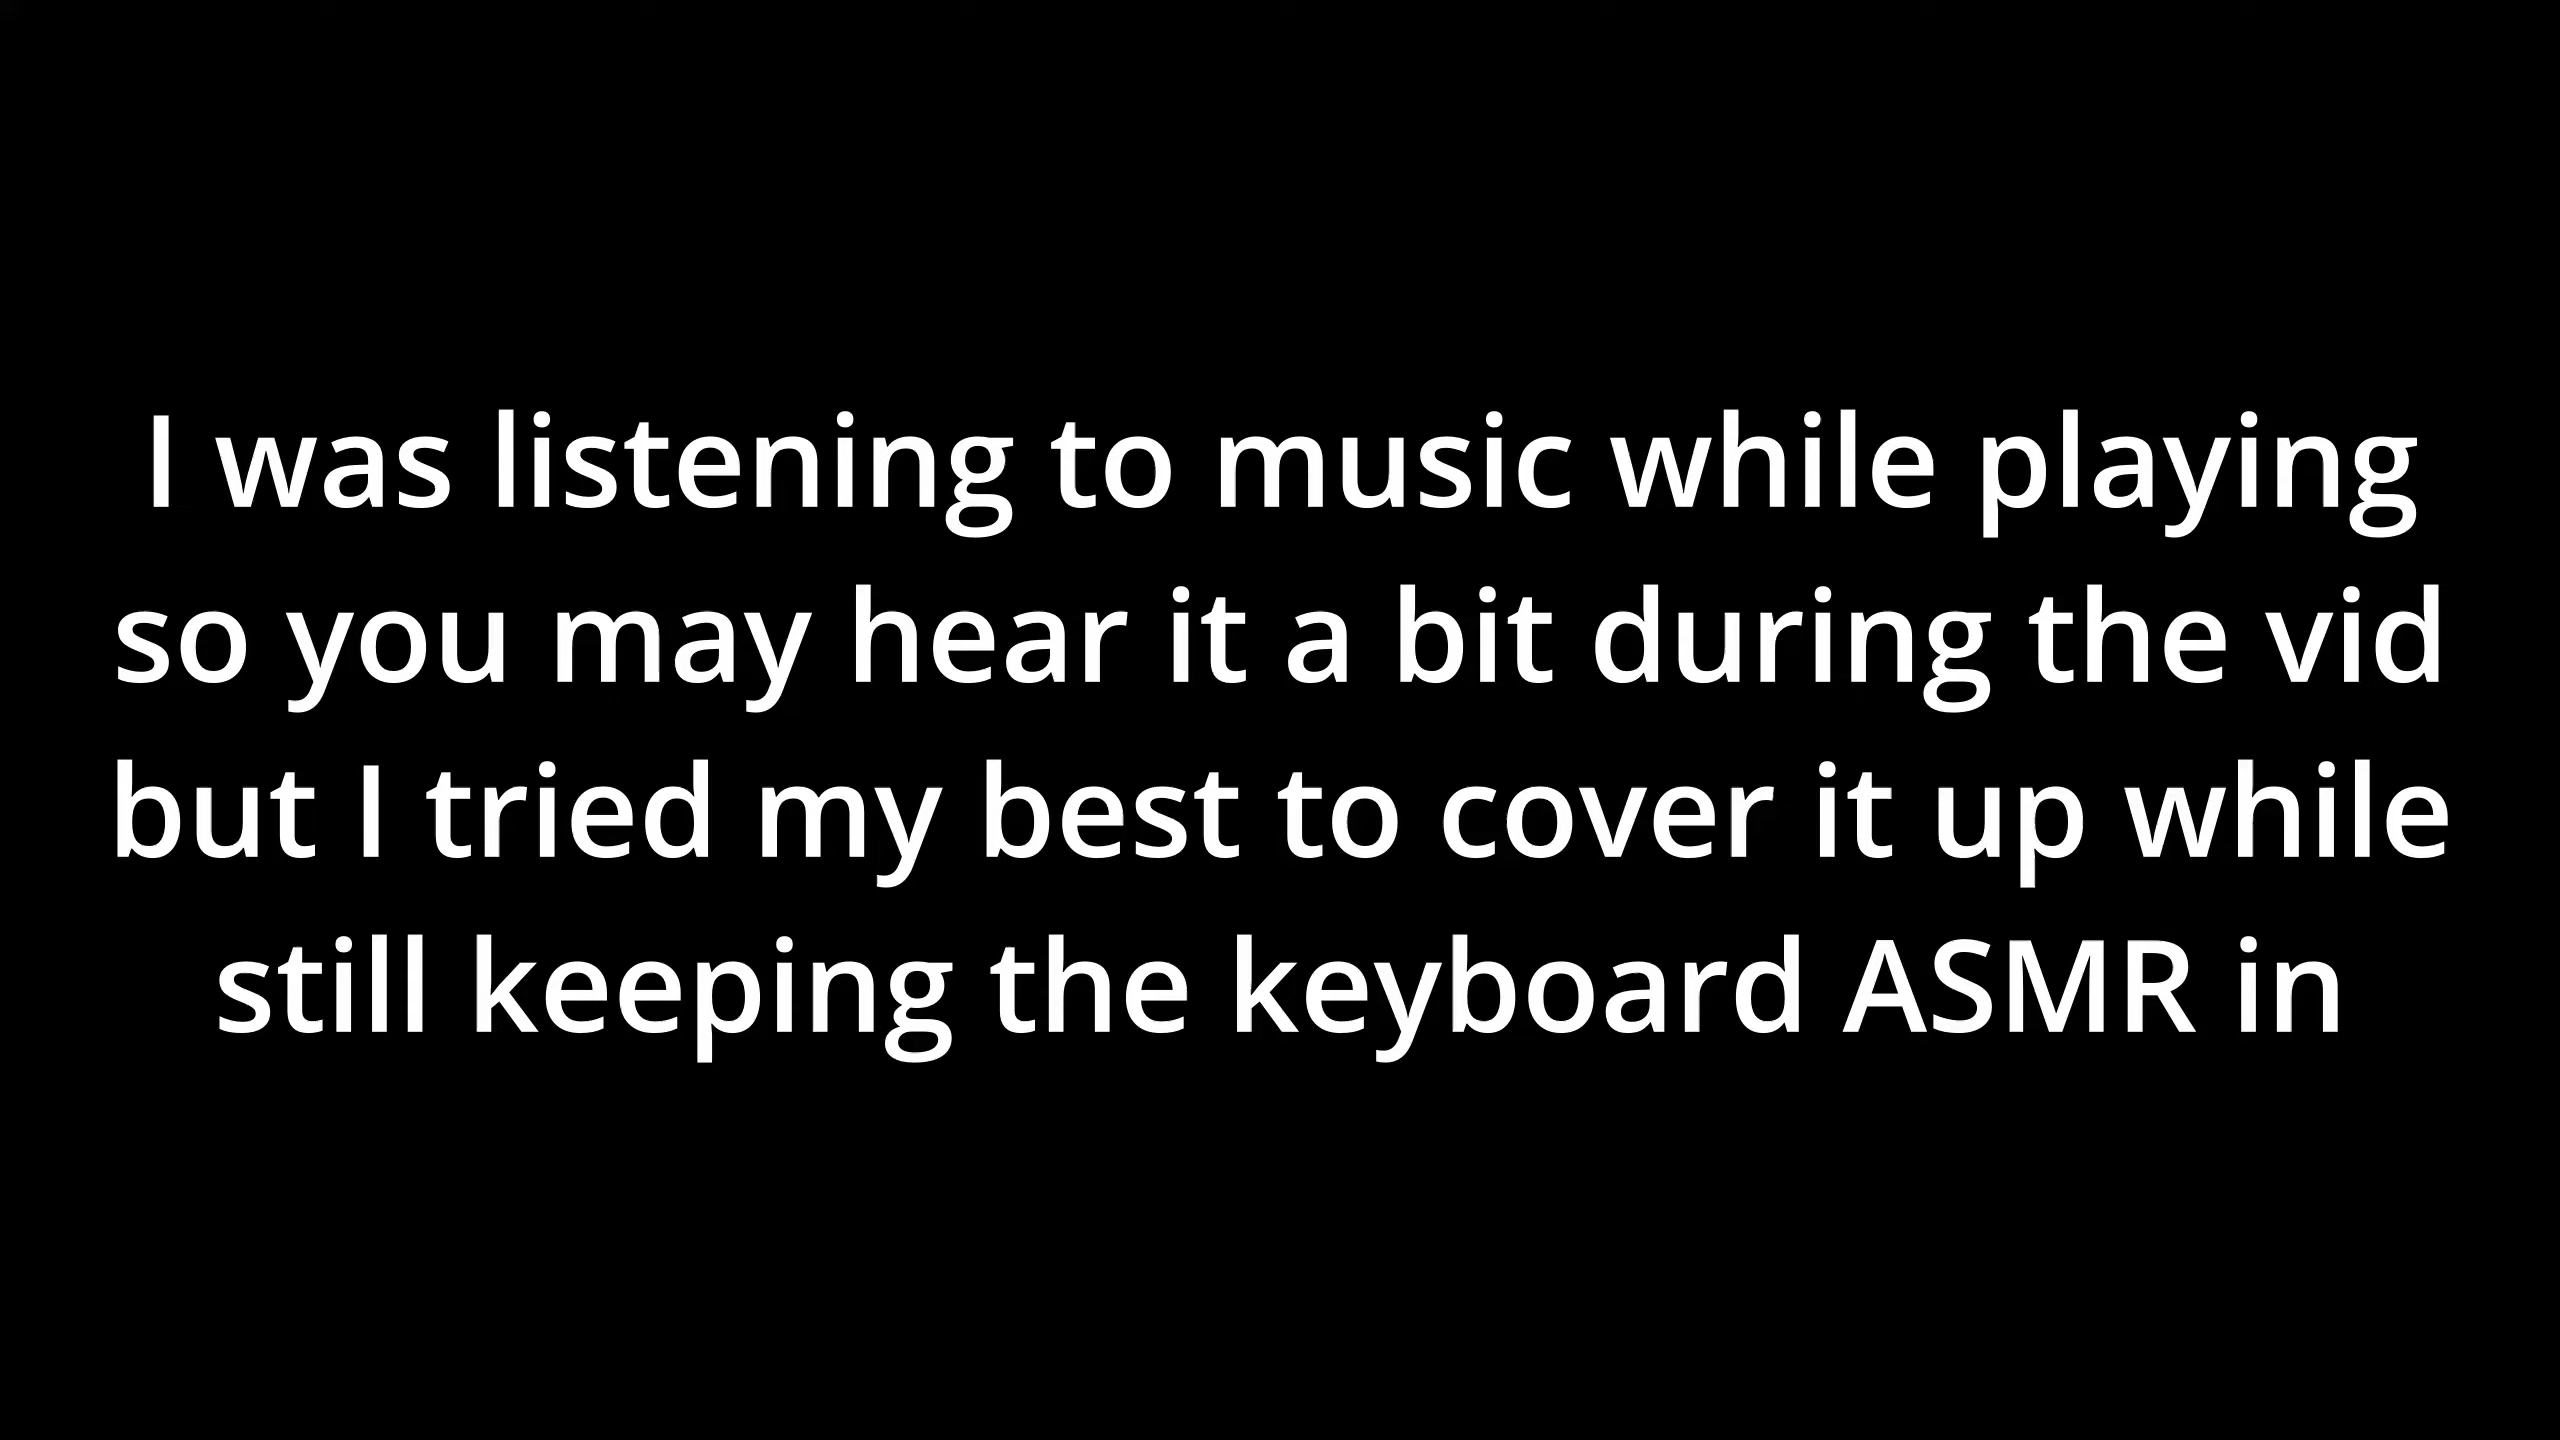 I was listening to music while playing
so you may hear it a bit during the vid
but I tried my best to cover it up while
still keeping the keyboard ASMR in